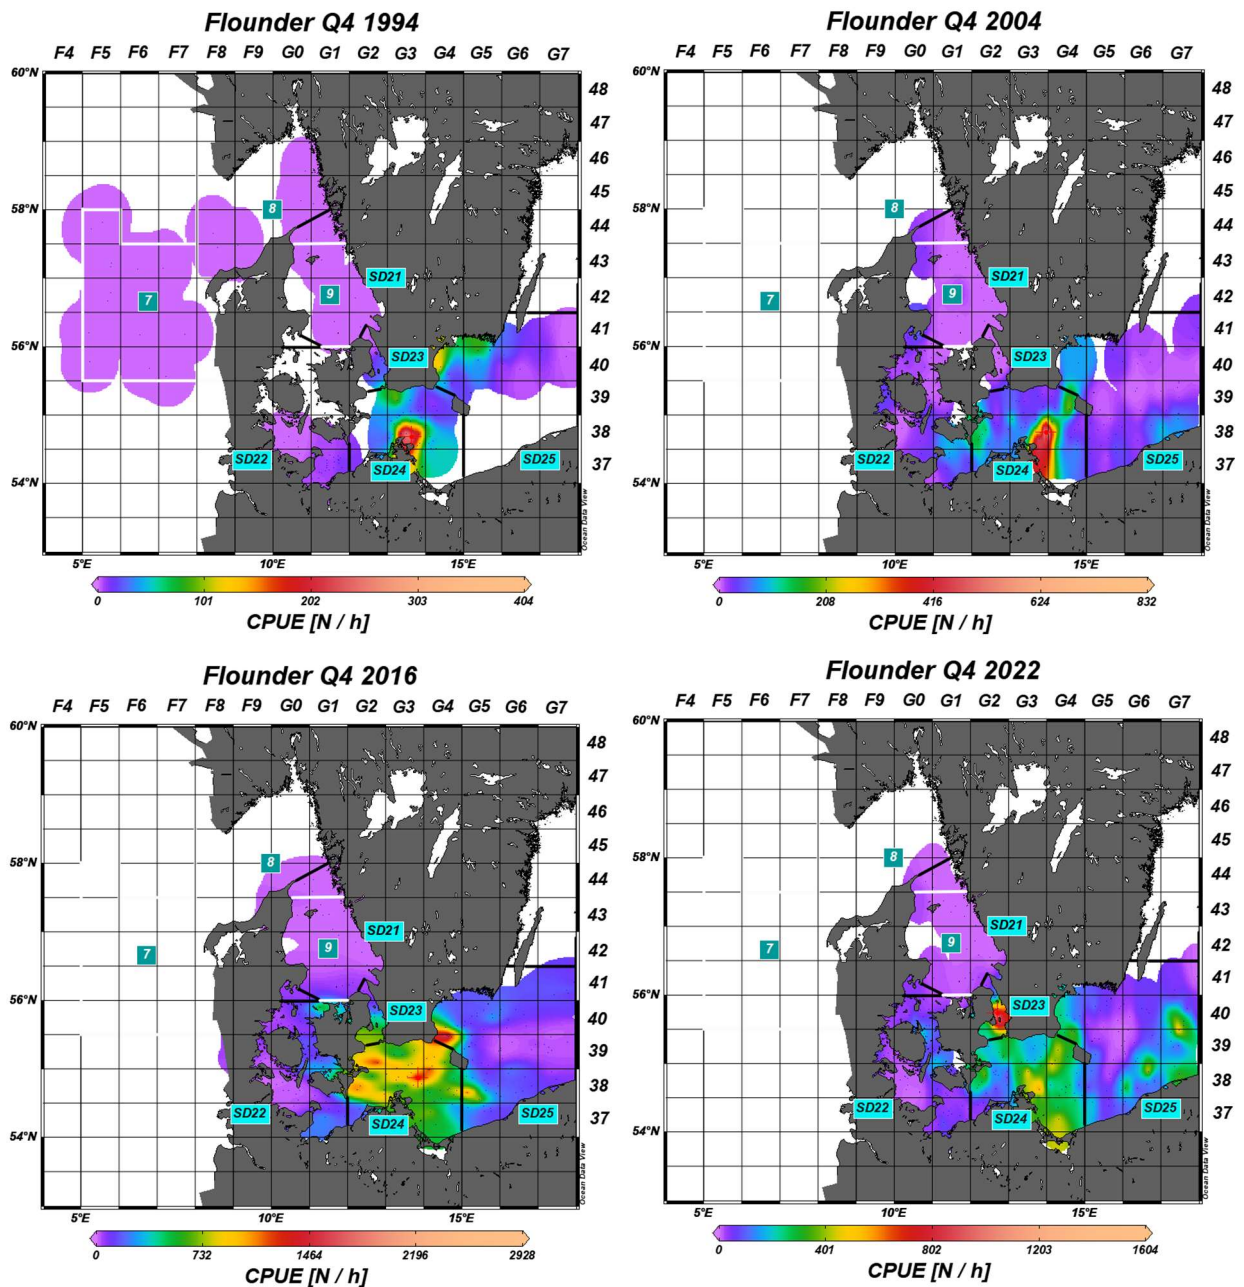 Flounder Q4 1994
F4 F5 F6 F7 F8 F9 G0 G1 G2 G3 G4 G5 G6 G7
60°N
48
47
46
45
58°N
8
44
43
SD21
7
9
42
41
56°N
SD23
40
39
38
SD22
SD24
SD25
37
54°N
Ocean Data View
5°E 10°E 15°E
0 101 202 303 404
CPUE [N / h]
Flounder Q4 2004
F4 F5 F6 F7 F8 F9 G0 G1 G2 G3 G4 G5 G6 G7
60°N
48
47
46
45
58°N
8
44
43
SD21
7
9
42
41
56°N
SD23
40
39
38
SD22
SD24
SD25
37
54°N
Ocean Data View
5°E 10°E 15°E
0 208 416 624 832
CPUE [N / h]
Flounder Q4 2016
F4 F5 F6 F7 F8 F9 G0 G1 G2 G3 G4 G5 G6 G7
60°N
48
47
46
45
58°N
8
44
43
SD21
7
9
42
41
56°N
SD23
40
39
38
SD22
SD24
SD25
37
54°N
Ocean Data View
5°E 10°E 15°E
0 732 1464 2196 2928
CPUE [N / h]
Flounder Q4 2022
F4 F5 F6 F7 F8 F9 G0 G1 G2 G3 G4 G5 G6 G7
60°N
48
47
46
45
58°N
8
44
43
SD21
7
9
42
41
56°N
SD23
40
39
38
SD22
SD24
SD25
37
54°N
Ocean Data View
5°E 10°E 15°E
0 401 802 1203 1604
CPUE [N / h]